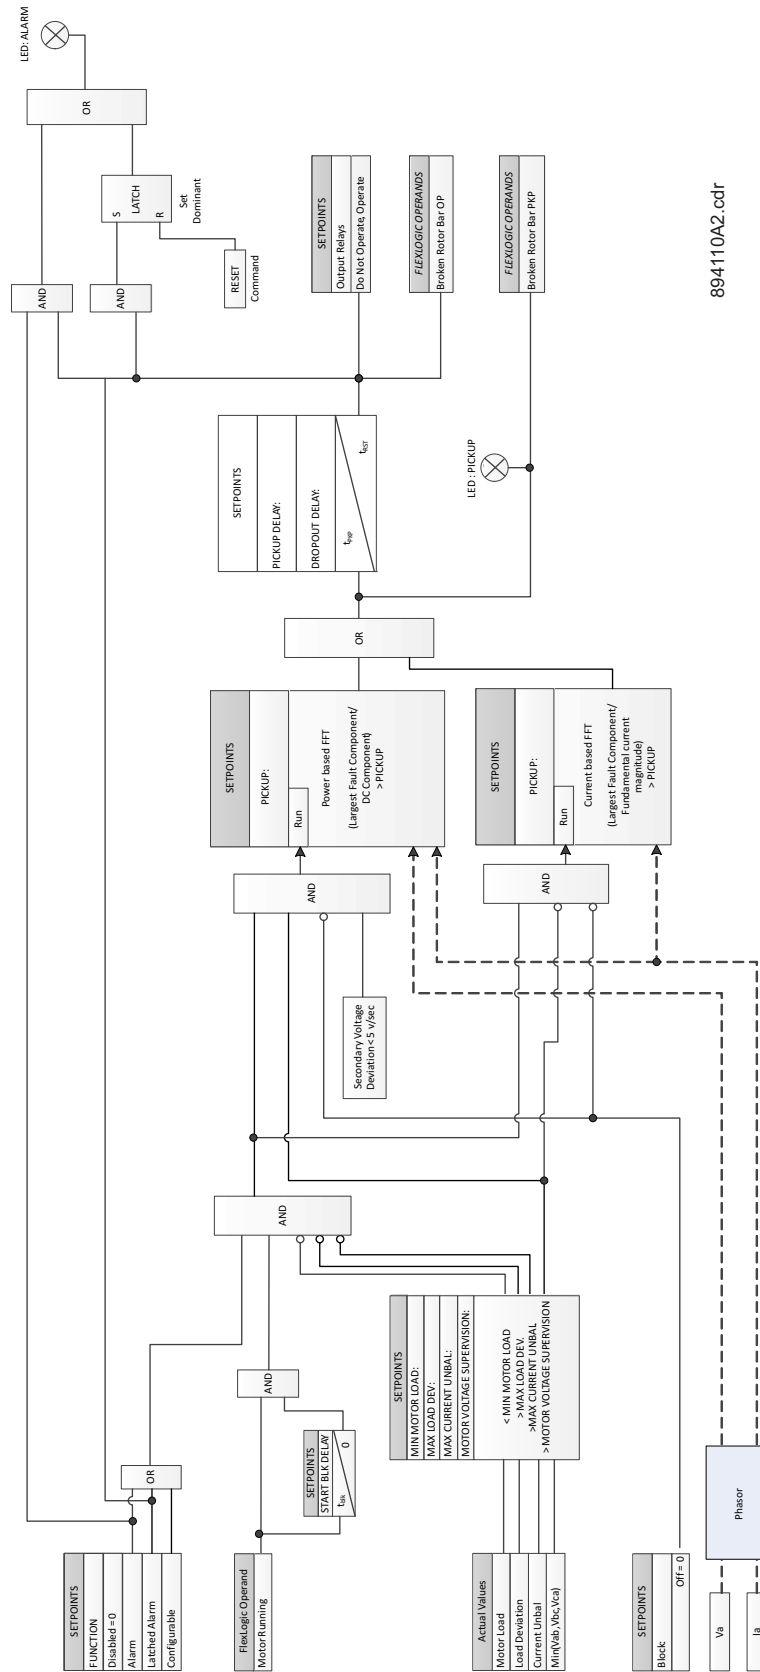 SETPOINTS
FUNCTION
Disabled = 0
Alarm
Latched Alarm
Configurable
OR
FlexLogic Operand
Motor Running
SETPOINTS
START BLK DELAY
tBlk
0
AND
Actual Values
Motor Load
Load Deviation
Current Unbal
Min(Vab,Vbc,Vca)
SETPOINTS
MIN MOTOR LOAD:
MAX LOAD DEV:
MAX CURRENT UNBAL:
MOTOR VOLTAGE SUPERVISION:
< MIN MOTOR LOAD
> MAX LOAD DEV.
>MAX CURRENT UNBAL
> MOTOR VOLTAGE SUPERVISION
AND
SETPOINTS
Block:
Off = 0
Va
Ia
Phasor
Secondary Voltage
Deviation< 5 v/sec
AND
AND
SETPOINTS
PICKUP:
Run
Power based FFT
(Largest Fault Component/
DC Component)
> PICKUP
SETPOINTS
PICKUP:
Run
Current based FFT
(Largest Fault Component/
Fundamental current
magnitude)
> PICKUP
OR
SETPOINTS
PICKUP DELAY:
DROPOUT DELAY:
tPKP
tRST
LED : PICKUP
AND
AND
RESET
Command
S
LATCH
R
Set
Dominant
OR
LED: ALARM
SETPOINTS
Output Relays
Do Not Operate, Operate
FLEXLOGIC OPERANDS
Broken Rotor Bar OP
FLEXLOGIC OPERANDS
Broken Rotor Bar PKP
894110A2.cdr